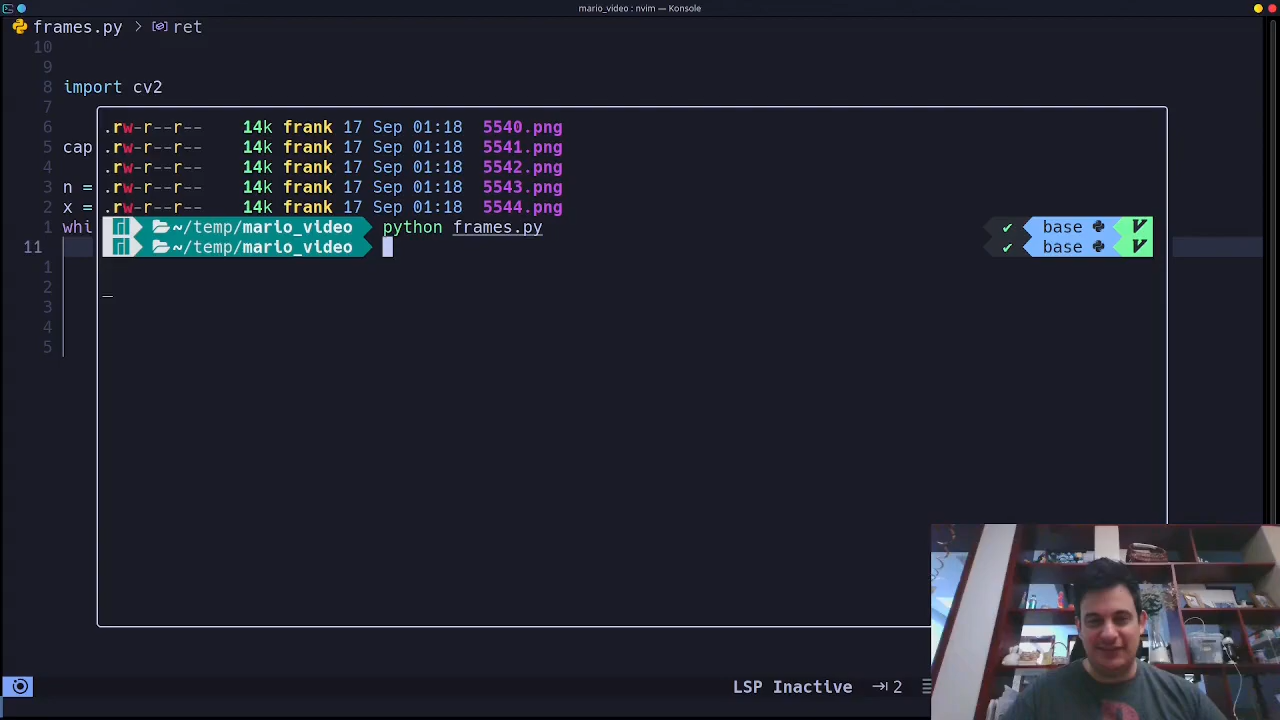 mario_video : nvim — Konsole
frames.py > ret
10
9
8 import cv2
7
6 .rw-r--r-- 14k frank 17 Sep 01:18 5540.png
5 cap .rw-r--r-- 14k frank 17 Sep 01:18 5541.png
4 .rw-r--r-- 14k frank 17 Sep 01:18 5542.png
3 n = .rw-r--r-- 14k frank 17 Sep 01:18 5543.png
2 x = .rw-r--r-- 14k frank 17 Sep 01:18 5544.png
1 whi ~/temp/mario_video python frames.py ✔ base
11 ~/temp/mario_video ✔ base
1
2 _
3
4
5
LSP Inactive ⇥ 2